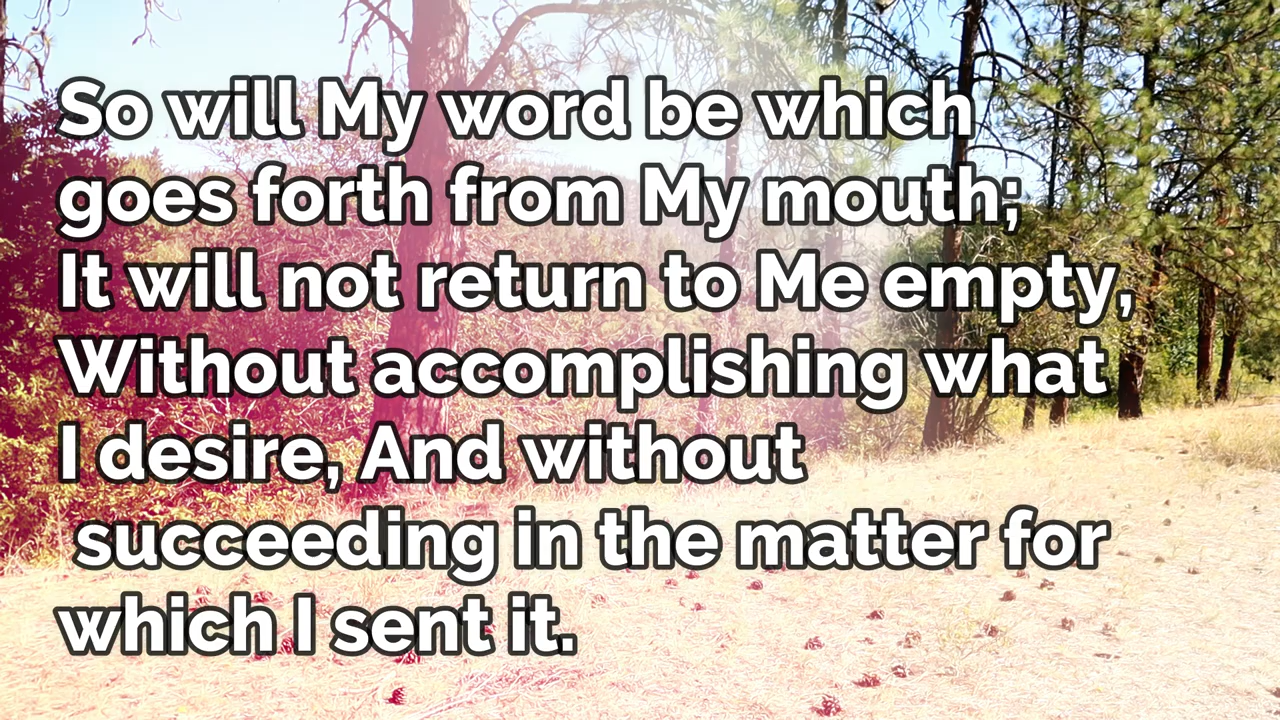 So will My word be which
goes forth from My mouth;
It will not return to Me empty,
Without accomplishing what
I desire, And without
succeeding in the matter for
which I sent it.